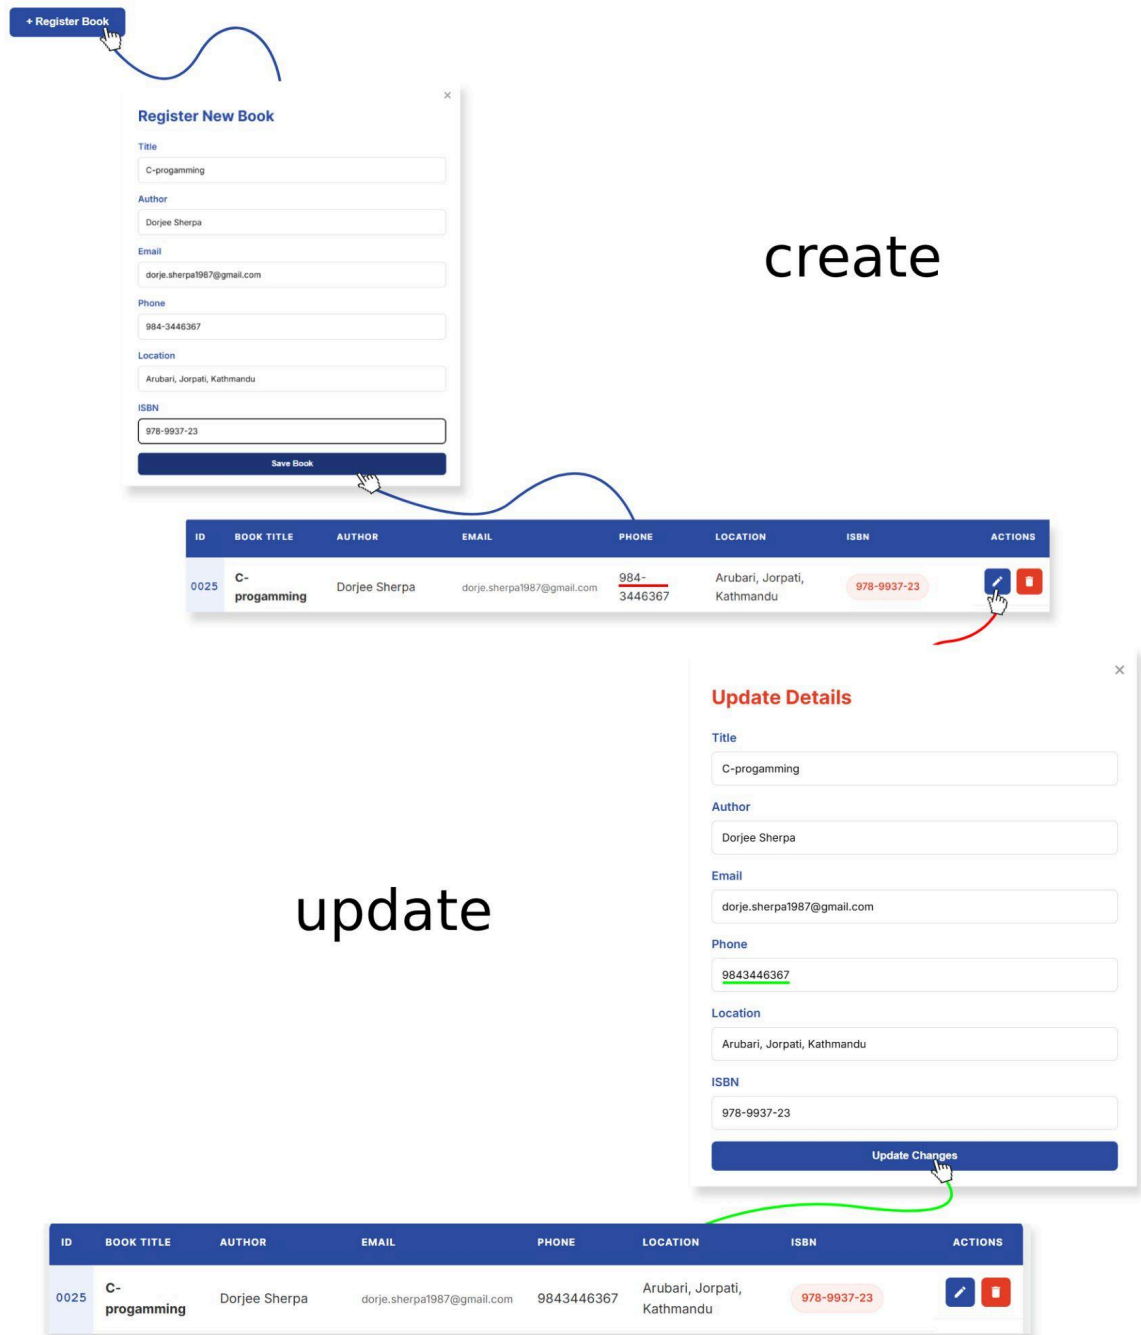 + Register Book
×
Register New Book
Title
C-progamming
Author
Dorjee Sherpa
Email
dorje.sherpa1987@gmail.com
Phone
984-3446367
Location
Arubari, Jorpati, Kathmandu
ISBN
978-9937-23
Save Book
create
ID BOOK TITLE AUTHOR EMAIL PHONE LOCATION ISBN ACTIONS
0025 C- Dorjee Sherpa dorje.sherpa1987@gmail.com 984- Arubari, Jorpati, 978-9937-23
progamming 3446367 Kathmandu
×
Update Details
Title
C-progamming
Author
Dorjee Sherpa
Email
dorje.sherpa1987@gmail.com
Phone
9843446367
Location
Arubari, Jorpati, Kathmandu
ISBN
978-9937-23
Update Changes
update
ID BOOK TITLE AUTHOR EMAIL PHONE LOCATION ISBN ACTIONS
0025 C- Dorjee Sherpa dorje.sherpa1987@gmail.com 9843446367 Arubari, Jorpati, 978-9937-23
progamming Kathmandu